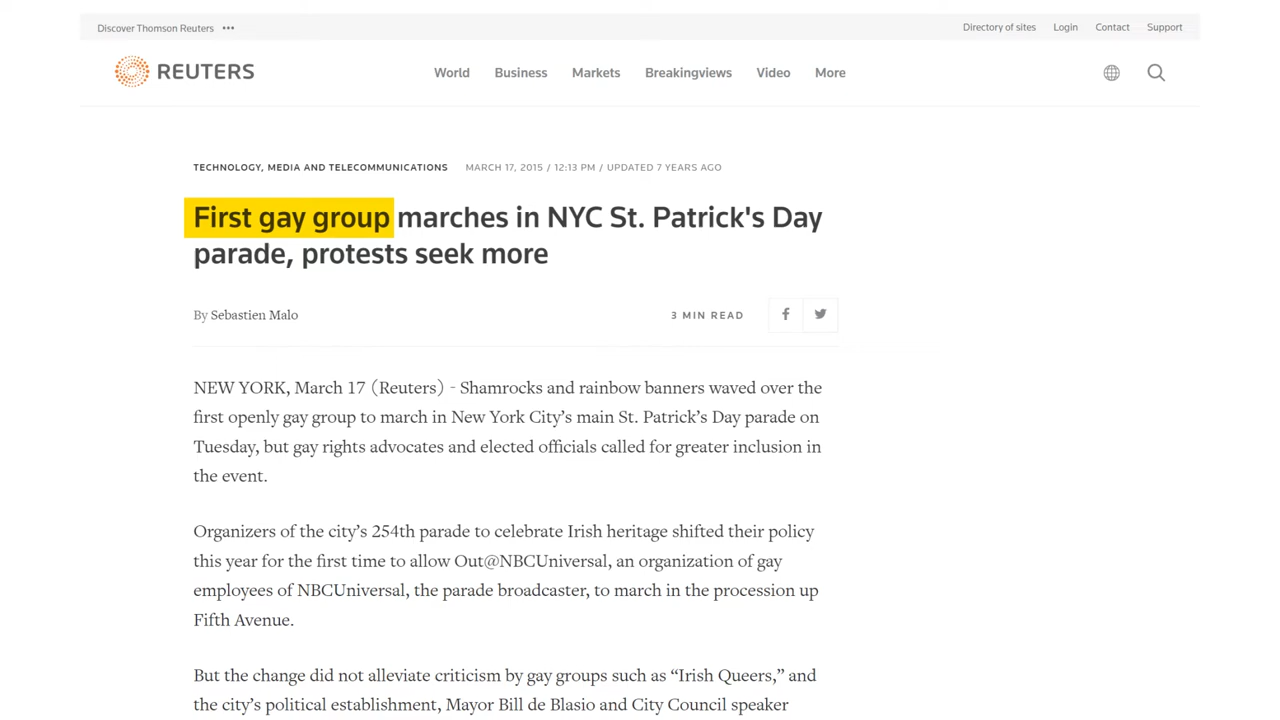 Discover Thomson Reuters •••
Directory of sites Login Contact Support
REUTERS
World Business Markets Breakingviews Video More
TECHNOLOGY, MEDIA AND TELECOMMUNICATIONS MARCH 17, 2015 / 12:13 PM / UPDATED 7 YEARS AGO
First gay group marches in NYC St. Patrick's Day
parade, protests seek more
By Sebastien Malo
3 MIN READ
NEW YORK, March 17 (Reuters) - Shamrocks and rainbow banners waved over the
first openly gay group to march in New York City’s main St. Patrick’s Day parade on
Tuesday, but gay rights advocates and elected officials called for greater inclusion in
the event.
Organizers of the city’s 254th parade to celebrate Irish heritage shifted their policy
this year for the first time to allow Out@NBCUniversal, an organization of gay
employees of NBCUniversal, the parade broadcaster, to march in the procession up
Fifth Avenue.
But the change did not alleviate criticism by gay groups such as “Irish Queers,” and
the city’s political establishment, Mayor Bill de Blasio and City Council speaker